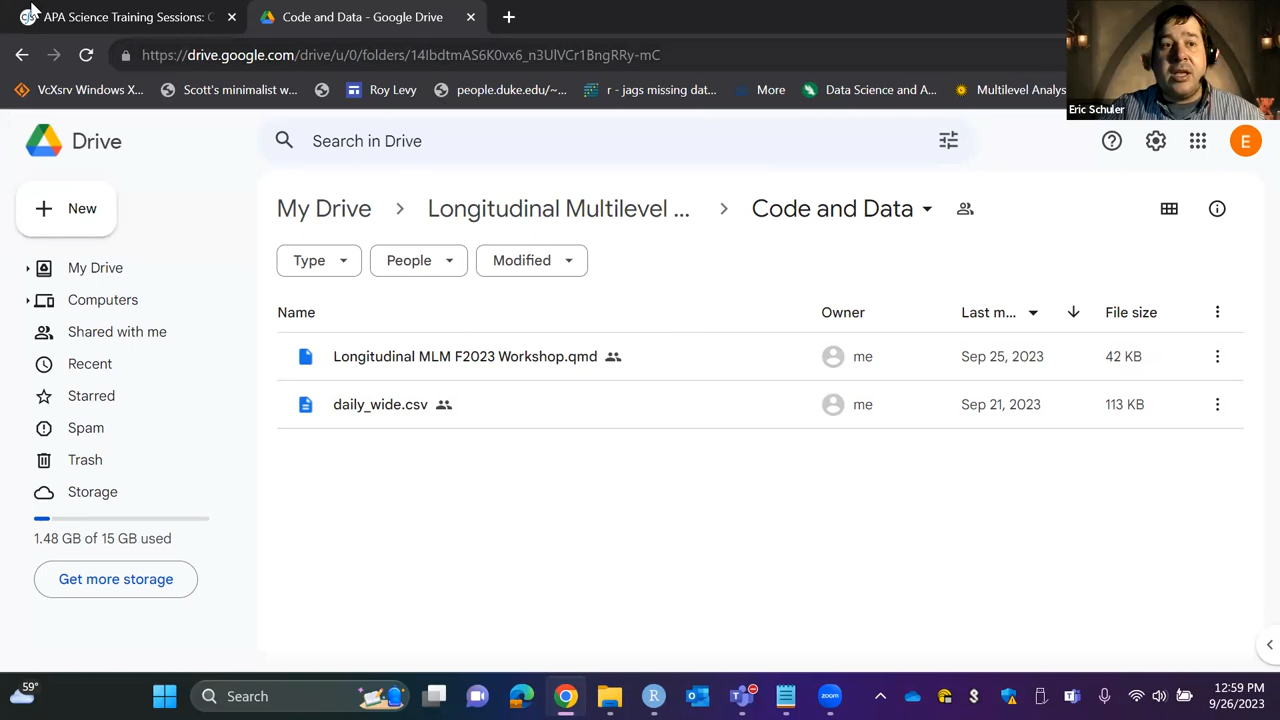 APA Science Training Sessions: C
Code and Data - Google Drive
https://drive.google.com/drive/u/0/folders/14IbdtmAS6K0vx6_n3UlVCr1BngRRy-mC
VcXsrv Windows X...
Scott's minimalist w...
Roy Levy
people.duke.edu/~...
r - jags missing dat...
More
Data Science and A...
Multilevel Analys
Eric Schuler
Drive
Search in Drive
E
New
My Drive
Longitudinal Multilevel ...
Code and Data
Type
People
Modified
My Drive
Computers
Shared with me
Recent
Starred
Spam
Trash
Storage
1.48 GB of 15 GB used
Get more storage
Name
Owner
Last m...
File size
Longitudinal MLM F2023 Workshop.qmd
me
Sep 25, 2023
42 KB
daily_wide.csv
me
Sep 21, 2023
113 KB
59°
Search
12:59 PM
9/26/2023